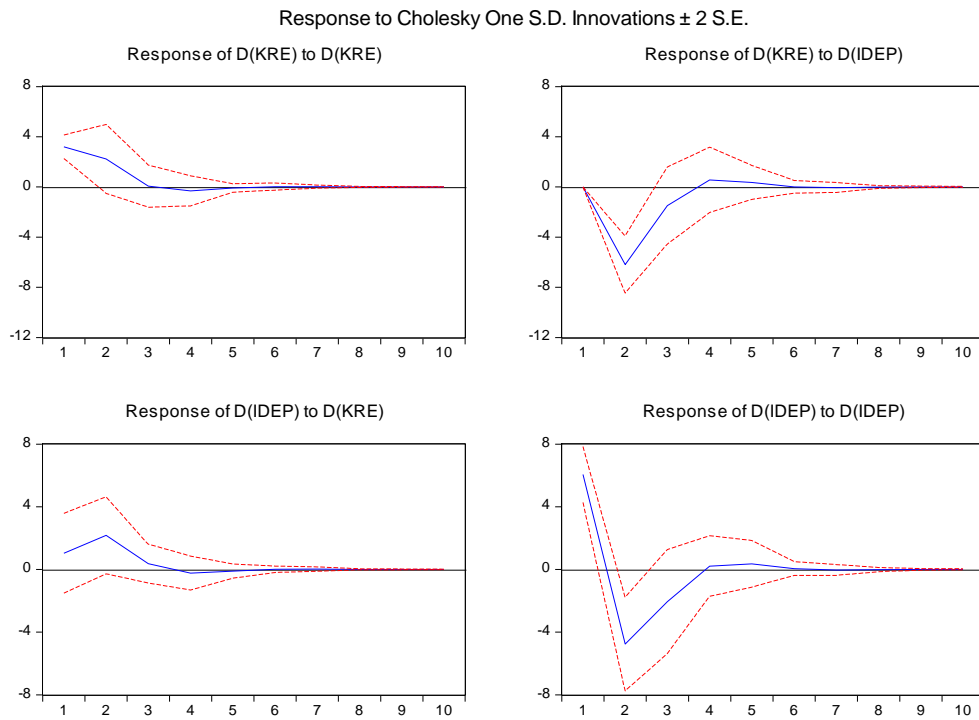 Response to Cholesky One S.D. Innovations ± 2 S.E.
Response of D(KRE) to D(KRE)
8
4
0
-4
-8
-12
1 2 3 4 5 6 7 8 9 10
Response of D(KRE) to D(IDEP)
8
4
0
-4
-8
-12
1 2 3 4 5 6 7 8 9 10
Response of D(IDEP) to D(KRE)
8
4
0
-4
-8
1 2 3 4 5 6 7 8 9 10
Response of D(IDEP) to D(IDEP)
8
4
0
-4
-8
1 2 3 4 5 6 7 8 9 10